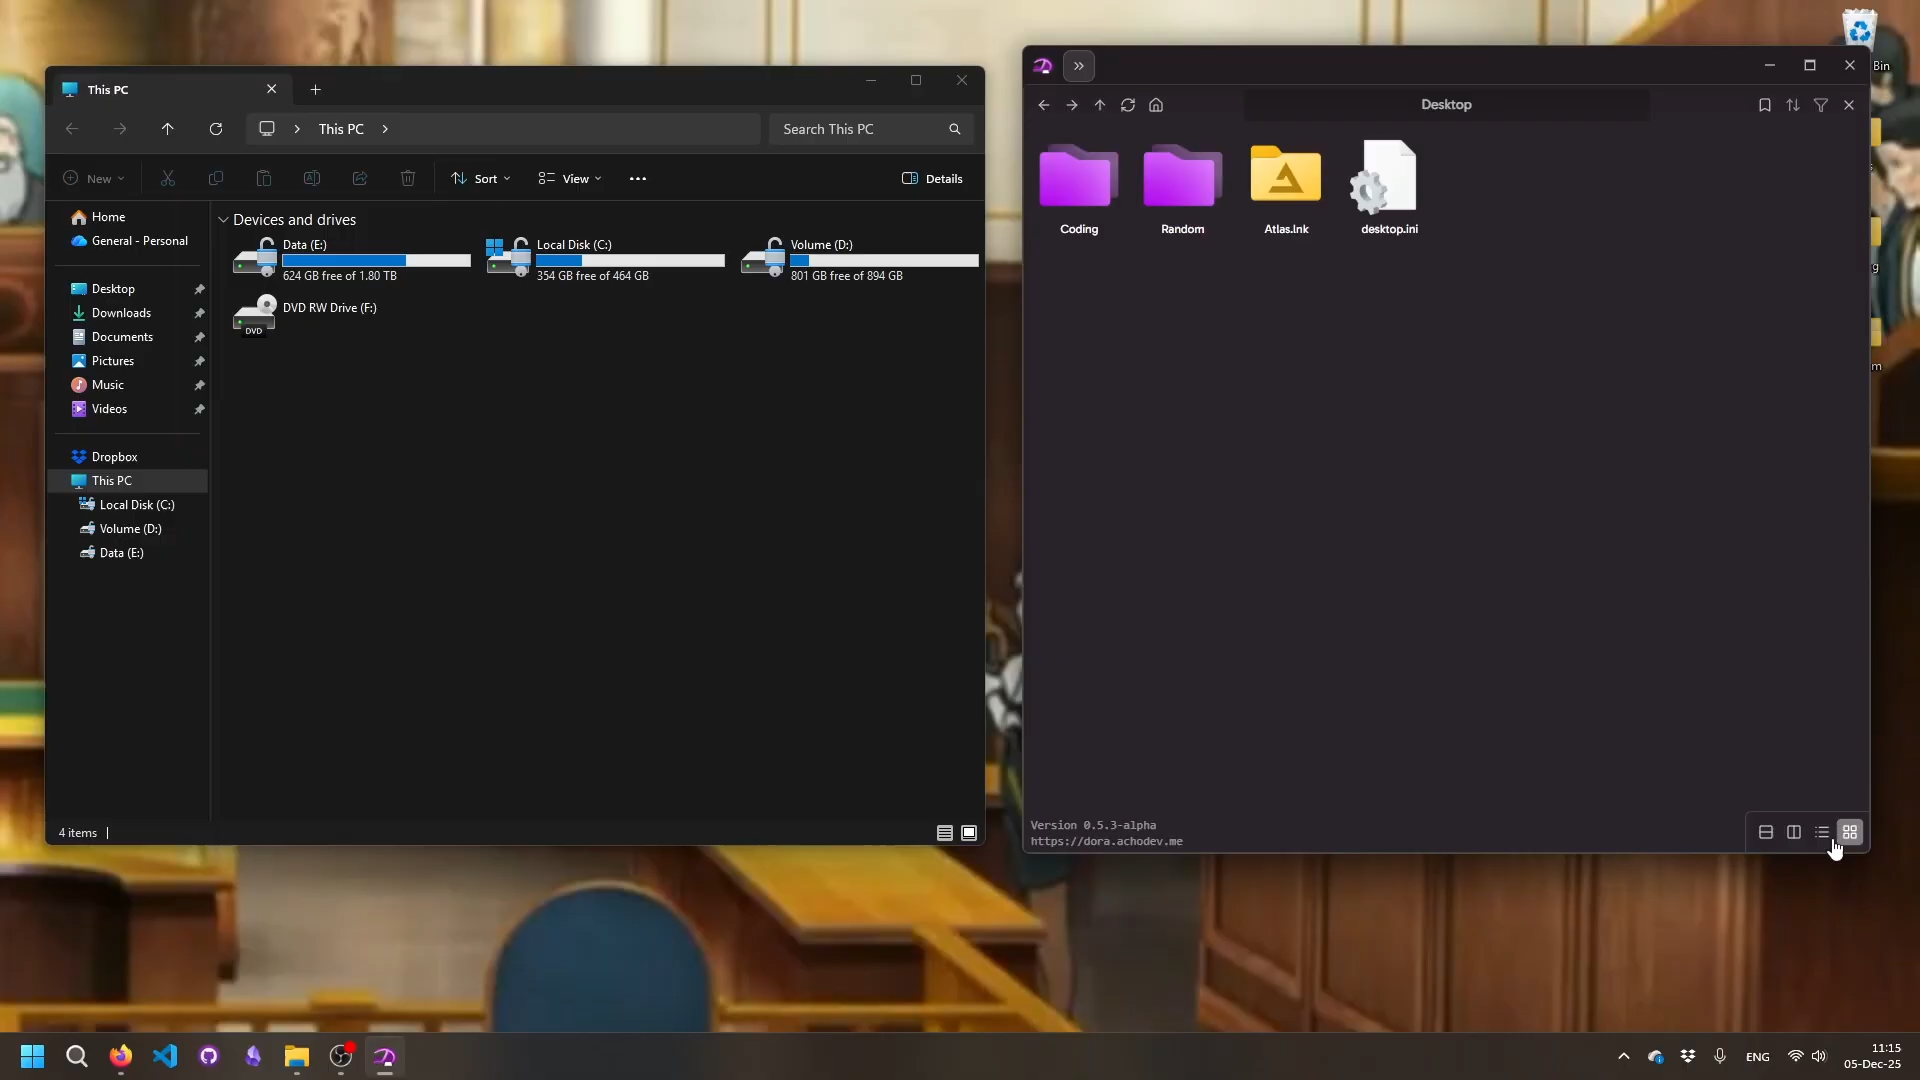 This PC
This PC
Search This PC
New
Sort
View
Details
Home
General - Personal
Desktop
Downloads
Documents
Pictures
Music
Videos
Dropbox
This PC
Local Disk (C:)
Volume (D:)
Data (E:)
Devices and drives
Data (E:)
624 GB free of 1.80 TB
Local Disk (C:)
354 GB free of 464 GB
Volume (D:)
801 GB free of 894 GB
DVD
DVD RW Drive (F:)
4 items
Desktop
Coding
Random
Atlas.lnk
desktop.ini
Version 0.5.3-alpha
https://dora.achodev.me
Bin
g
m
ENG
11:15
05-Dec-25